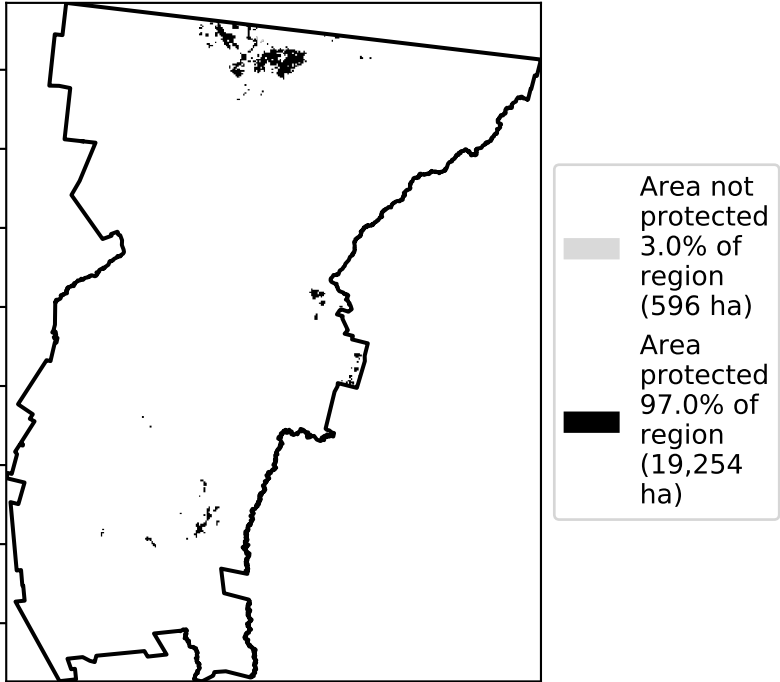 Area not
protected
3.0% of
region
(596 ha)
Area
protected
97.0% of
region
(19,254
ha)